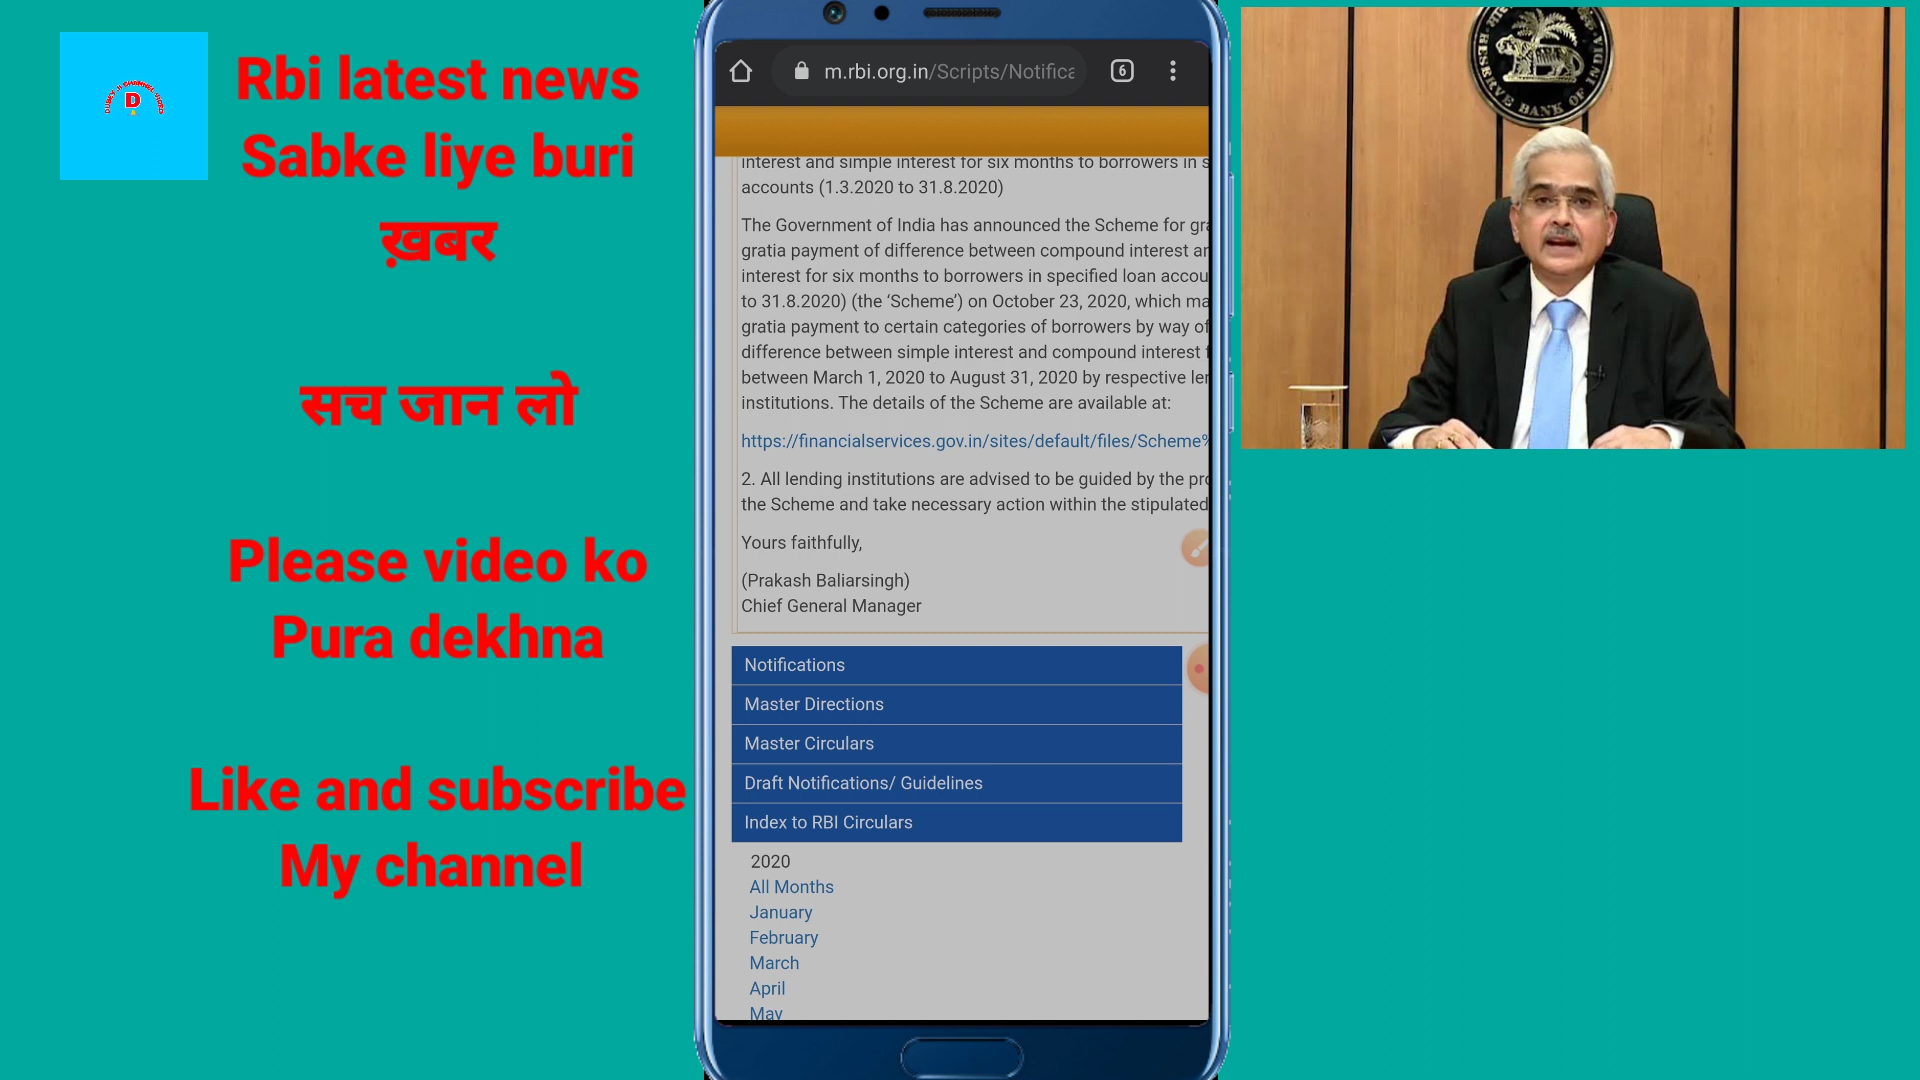 Rbi latest news
Sabke liye buri
ख़बर
सच जान लो
Please video ko
Pura dekhna
Like and subscribe
My channel
D
m.rbi.org.in/Scripts/Notifica
6
interest and simple interest for six months to borrowers in s
accounts (1.3.2020 to 31.8.2020)
The Government of India has announced the Scheme for gra
gratia payment of difference between compound interest an
interest for six months to borrowers in specified loan accou
to 31.8.2020) (the ‘Scheme’) on October 23, 2020, which ma
gratia payment to certain categories of borrowers by way of
difference between simple interest and compound interest f
between March 1, 2020 to August 31, 2020 by respective len
institutions. The details of the Scheme are available at:
https://financialservices.gov.in/sites/default/files/Scheme%
2. All lending institutions are advised to be guided by the pro
the Scheme and take necessary action within the stipulated
Yours faithfully,
(Prakash Baliarsingh)
Chief General Manager
Notifications
Master Directions
Master Circulars
Draft Notifications/ Guidelines
Index to RBI Circulars
2020
All Months
January
February
March
April
May
RESERVE BANK OF INDIA